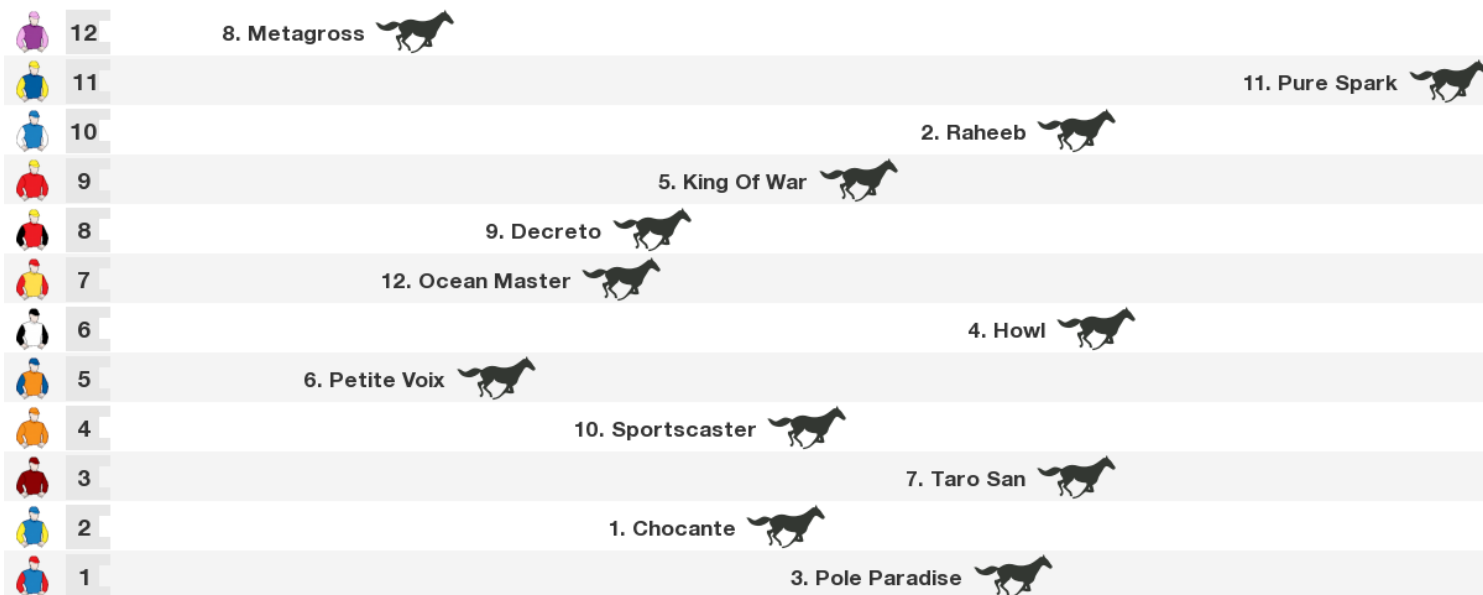 12 8. Metagross
11 11. Pure Spark
10 2. Raheeb
9 5. King Of War
8 9. Decreto
7 12. Ocean Master
6 4. Howl
5 6. Petite Voix
4 10. Sportscaster
3 7. Taro San
2 1. Chocante
1 3. Pole Paradise